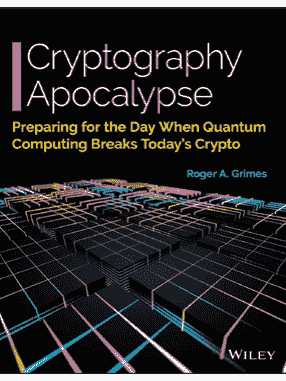 Cryptography
Apocalypse
Preparing for the Day When Quantum
Computing Breaks Today's Crypto
Roger A. Grimes
WILEY